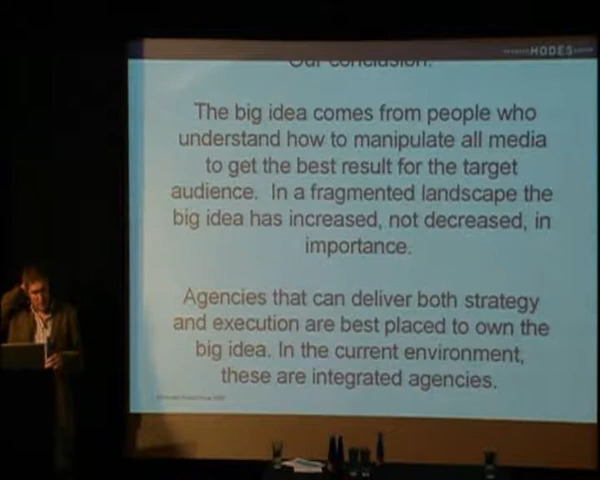 HODES
Our conclusion:
The big idea comes from people who
understand how to manipulate all media
to get the best result for the target
audience. In a fragmented landscape the
big idea has increased, not decreased, in
importance.
Agencies that can deliver both strategy
and execution are best placed to own the
big idea. In the current environment,
these are integrated agencies.